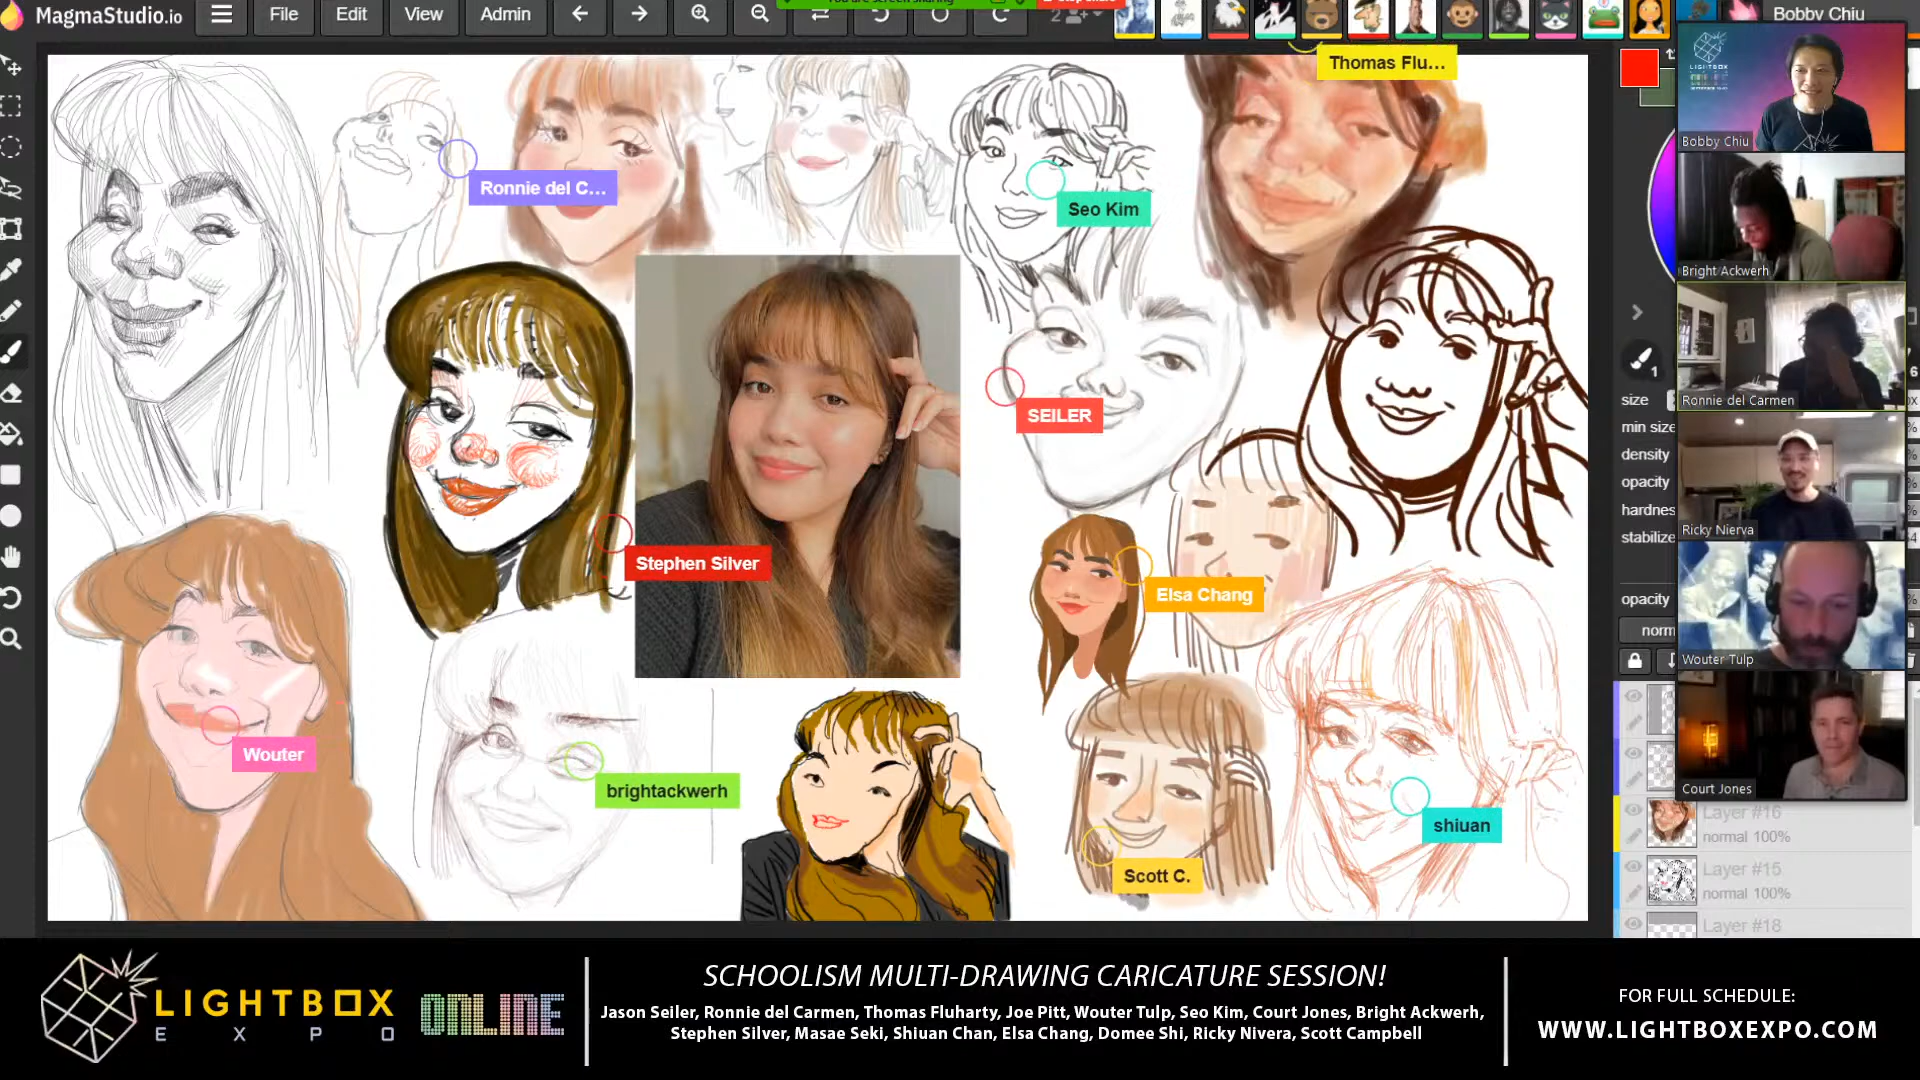 MagmaStudio.io
File
Edit
View
Admin
2
Bobby Chiu
Thomas Flu...
Ronnie del C...
Seo Kim
SEILER
Stephen Silver
Elsa Chang
Wouter
brightackwerh
Scott C.
shiuan
LIGHTBOX
Bobby Chiu
Bright Ackwerh
Ronnie del Carmen
Ricky Nierva
Wouter Tulp
Court Jones
1
size
min size
density
opacity
hardnes
stabilize
opacity
norm
Layer #16
normal 100%
Layer #15
normal 100%
Layer #18
LIGHTBOX
EXPO
ONLINE
SCHOOLISM MULTI-DRAWING CARICATURE SESSION!
Jason Seiler, Ronnie del Carmen, Thomas Fluharty, Joe Pitt, Wouter Tulp, Seo Kim, Court Jones, Bright Ackwerh,
Stephen Silver, Masae Seki, Shiuan Chan, Elsa Chang, Domee Shi, Ricky Nivera, Scott Campbell
FOR FULL SCHEDULE:
WWW.LIGHTBOXEXPO.COM